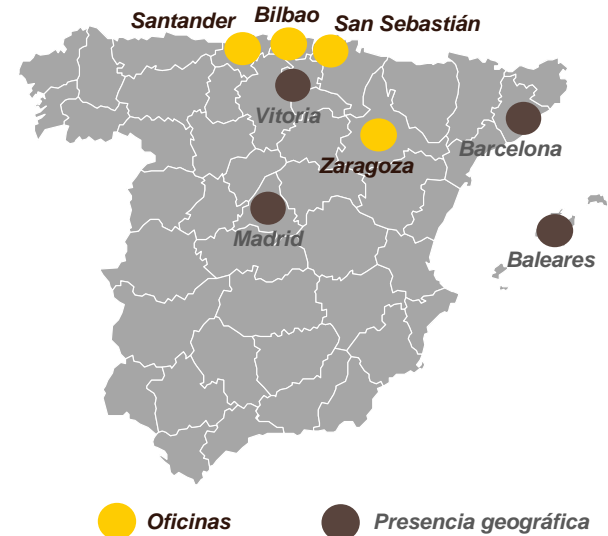 Santander
Bilbao
San Sebastián
Vitoria
Barcelona
Zaragoza
Madrid
Baleares
Oficinas
Presencia geográfica